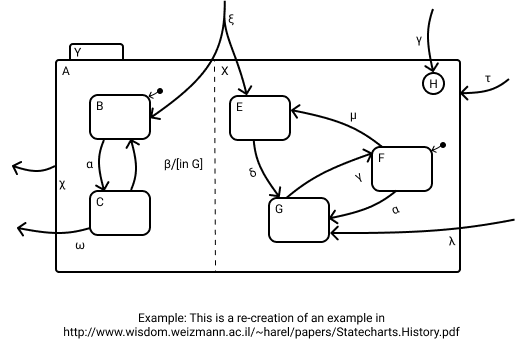 ξ
γ
Y
A
X
H
τ
B
E
μ
α
β/[in G]
δ
F
γ
χ
C
G
α
ω
λ
Example: This is a re-creation of an example in
http://www.wisdom.weizmann.ac.il/~harel/papers/Statecharts.History.pdf